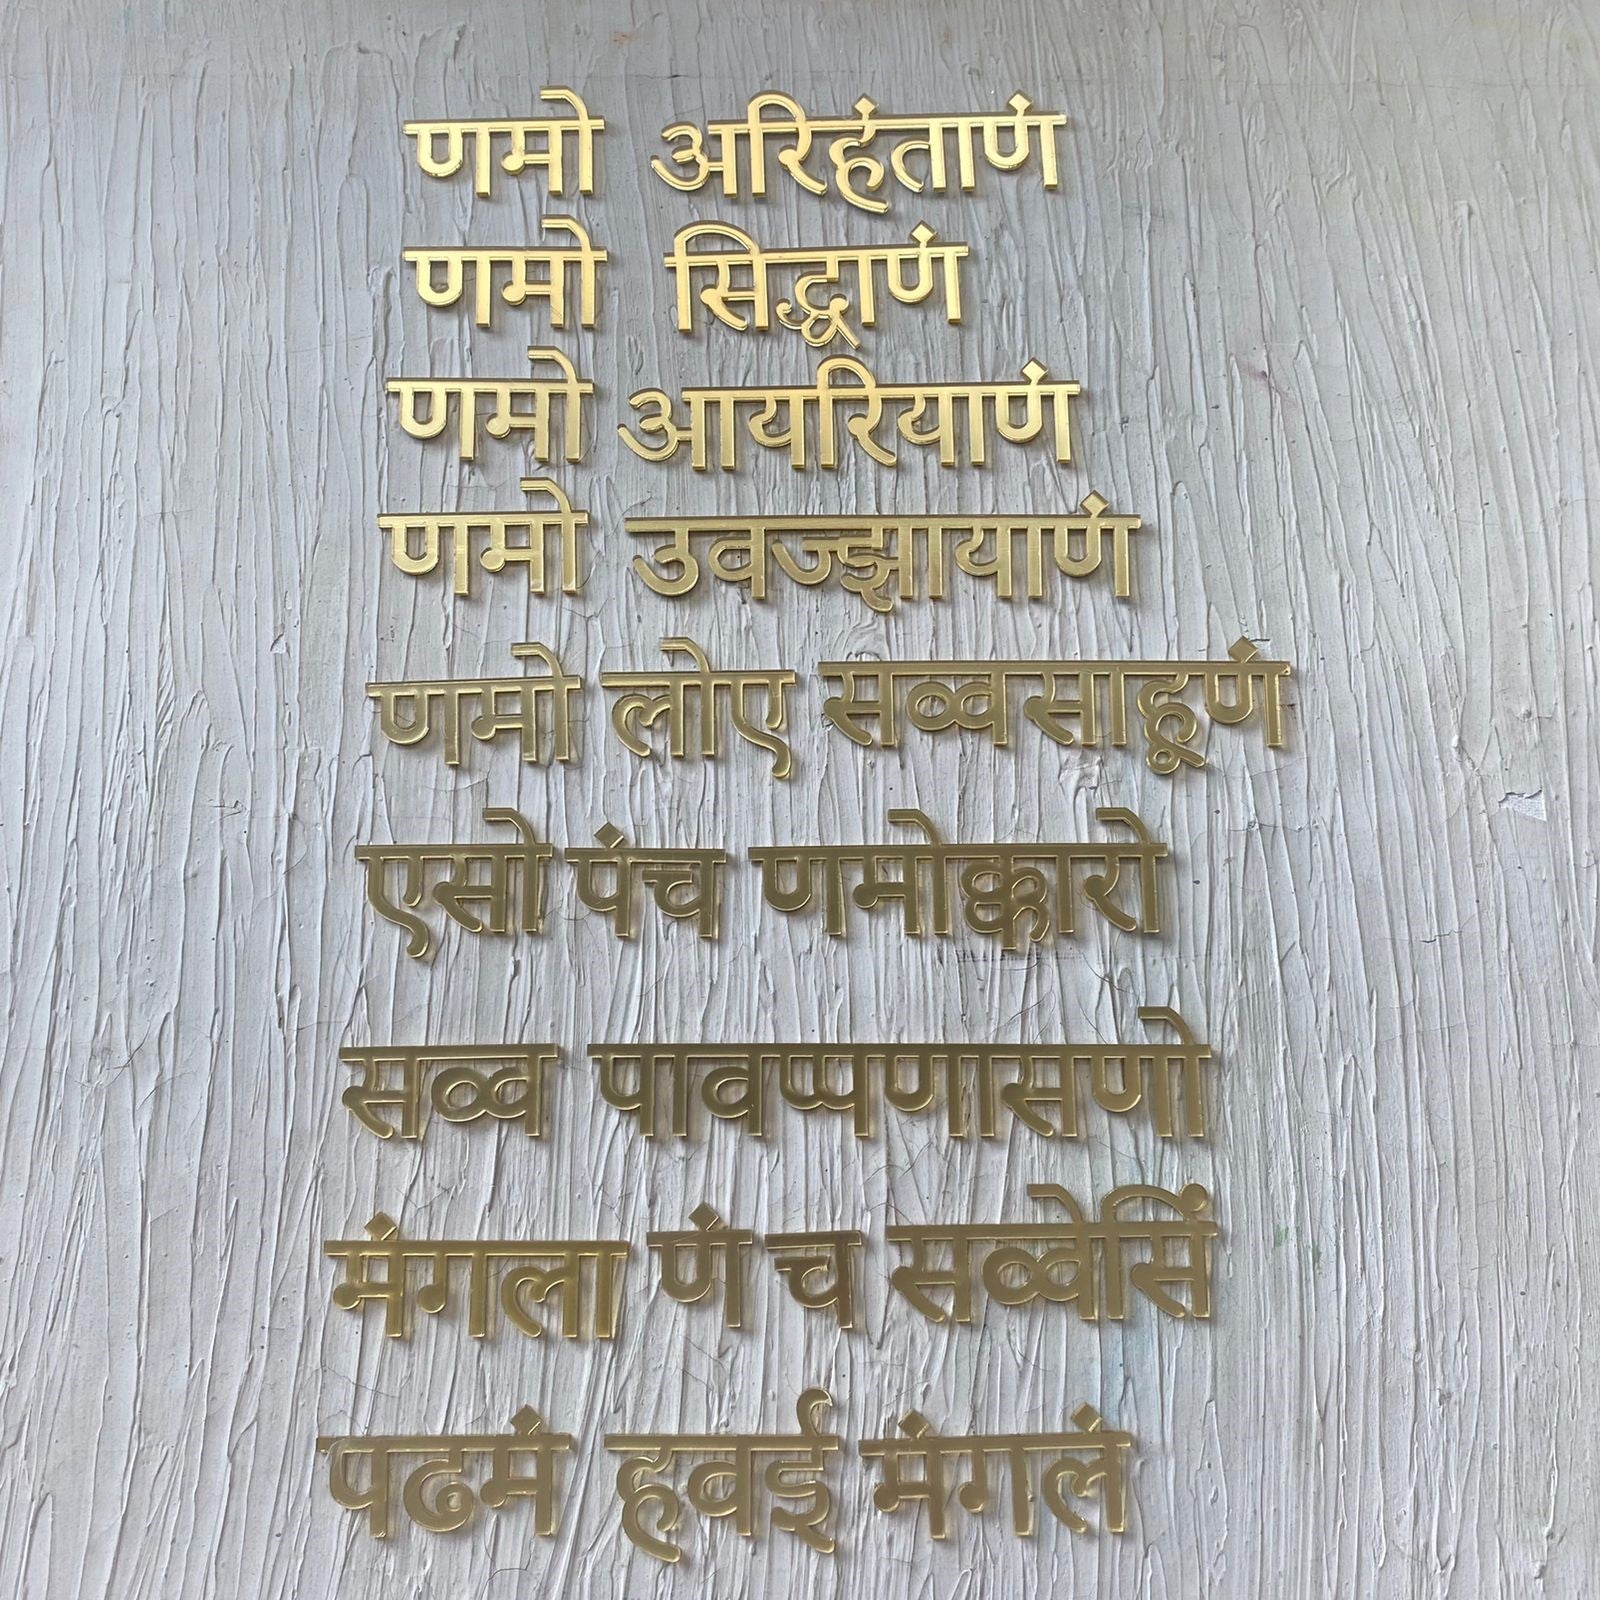 णमो अरिहंताणं
णमो सिद्धाणं
णमो आयरियाणं
णमो उवज्झायाणं
णमो लोए सव्वसाहूणं
एसो पंच णमोक्कारो
सव्व पावप्पणासणो
मंगला णं च सव्वेसिं
पढमं हवई मंगलं